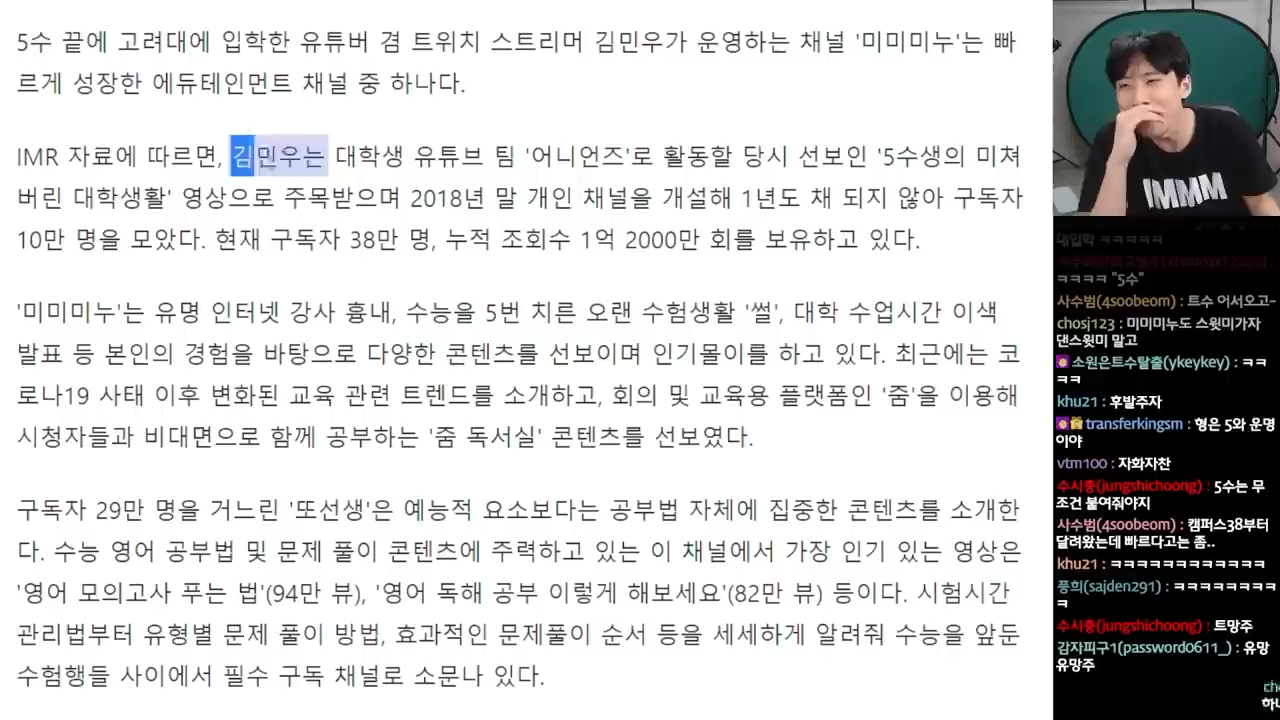 5수 끝에 고려대에 입학한 유튜버 겸 트위치 스트리머 김민우가 운영하는 채널 '미미미누'는 빠
르게 성장한 에듀테인먼트 채널 중 하나다.
IMR 자료에 따르면, 김민우는 대학생 유튜브 팀 '어니언즈'로 활동할 당시 선보인 '5수생의 미쳐
버린 대학생활' 영상으로 주목받으며 2018년 말 개인 채널을 개설해 1년도 채 되지 않아 구독자
10만 명을 모았다. 현재 구독자 38만 명, 누적 조회수 1억 2000만 회를 보유하고 있다.
'미미미누'는 유명 인터넷 강사 흉내, 수능을 5번 치른 오랜 수험생활 '썰', 대학 수업시간 이색
발표 등 본인의 경험을 바탕으로 다양한 콘텐츠를 선보이며 인기몰이를 하고 있다. 최근에는 코
로나19 사태 이후 변화된 교육 관련 트렌드를 소개하고, 회의 및 교육용 플랫폼인 '줌'을 이용해
시청자들과 비대면으로 함께 공부하는 '줌 독서실' 콘텐츠를 선보였다.
구독자 29만 명을 거느린 '또선생'은 예능적 요소보다는 공부법 자체에 집중한 콘텐츠를 소개한
다. 수능 영어 공부법 및 문제 풀이 콘텐츠에 주력하고 있는 이 채널에서 가장 인기 있는 영상은
'영어 모의고사 푸는 법'(94만 뷰), '영어 독해 공부 이렇게 해보세요'(82만 뷰) 등이다. 시험시간
관리법부터 유형별 문제 풀이 방법, 효과적인 문제풀이 순서 등을 세세하게 알려줘 수능을 앞둔
수험행들 사이에서 필수 구독 채널로 소문나 있다.
IMMM
대입학 ㅋㅋㅋㅋㅋ
ㅋㅋㅋㅋ "5수"
사수범(4soobeom) : 트수 어서오고~
chosj123 : 미미미누도 스윗미가자
댄스윗미 말고
소원은트수탈출(ykeykey) : ㅋㅋ
ㅋㅋ
khu21 : 후발주자
transferkingsm : 형은 5와 운명
이야
vtm100 : 자화자찬
수시충(jungshichoong) : 5수는 무
조건 붙여줘야지
사수범(4soobeom) : 캠퍼스38부터
달려왔는데 빠르다고는 좀..
khu21 : ㅋㅋㅋㅋㅋㅋㅋㅋㅋㅋㅋㅋ
풍희(sajden291) : ㅋㅋㅋㅋㅋㅋㅋㅋ
ㅋ
수시충(jungshichoong) : 트망주
감자피구1(password0611_) : 유망
유망주